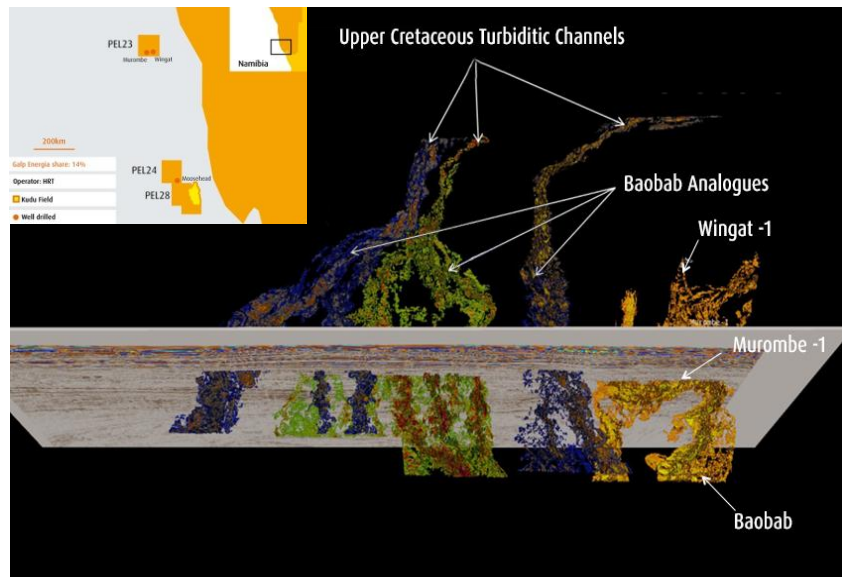 PEL23
Murombe Wingat
Namibia
200km
Galp Energia share: 14%
Operator: HRT
Kudu Field
Well drilled
PEL24
Moosehead
PEL28
Upper Cretaceous Turbiditic Channels
Baobab Analogues
Wingat -1
Murombe -1
Baobab